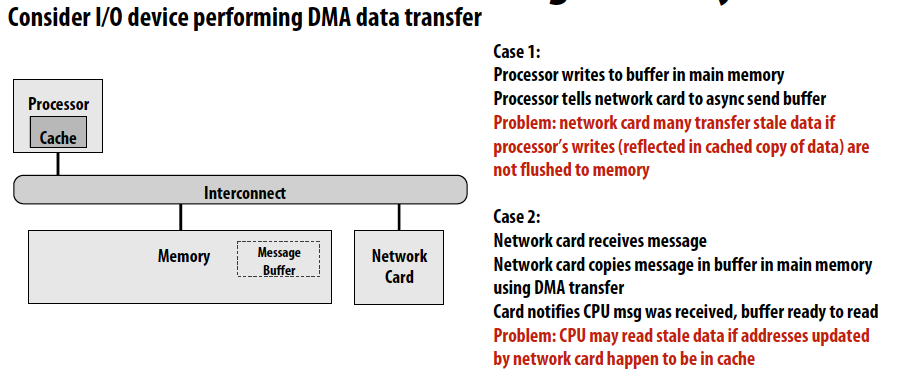 Consider I/O device performing DMA data transfer
Case 1:
Processor writes to buffer in main memory
Processor tells network card to async send buffer
Problem: network card many transfer stale data if
processor's writes (reflected in cached copy of data) are
not flushed to memory
Processor
Cache
Interconnect
Memory
Message
Buffer
Network
Card
Case 2:
Network card receives message
Network card copies message in buffer in main memory
using DMA transfer
Card notifies CPU msg was received, buffer ready to read
Problem: CPU may read stale data if addresses updated
by network card happen to be in cache